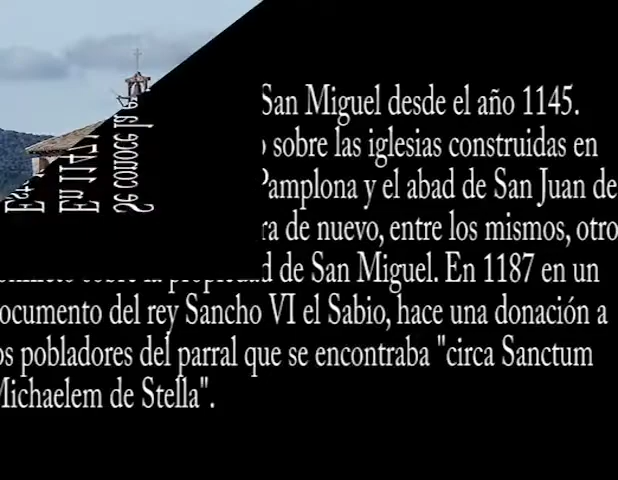 San Miguel desde el año 1145.
sobre las iglesias construidas en
Pamplona y el abad de San Juan de
de nuevo, entre los mismos, otro
de San Miguel. En 1187 en un
ocumento del rey Sancho VI el Sabio, hace una donación a
os pobladores del parral que se encontraba "circa Sanctum
Michaelem de Stella".